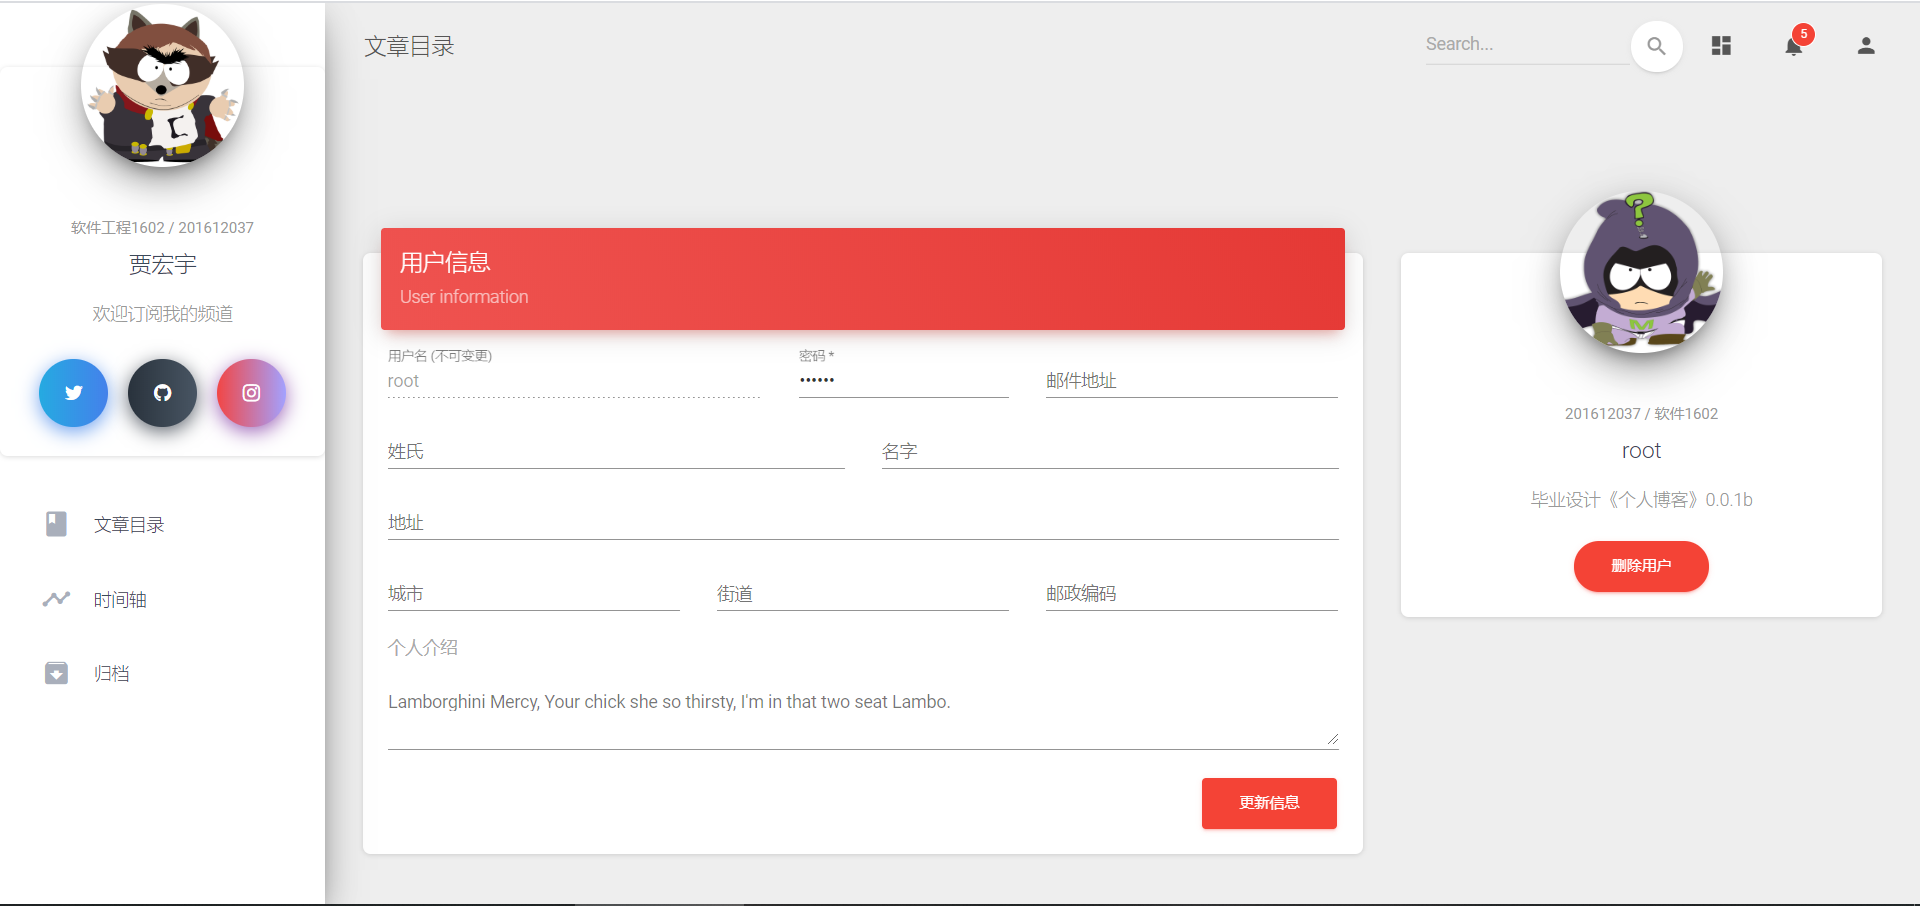 软件工程1602 / 201612037
贾宏宇
欢迎订阅我的频道
文章目录
时间轴
归档
文章目录
Search...
5
用户信息
User information
用户名 (不可变更)
root
密码 *
••••••
邮件地址
姓氏
名字
地址
城市
街道
邮政编码
个人介绍
Lamborghini Mercy, Your chick she so thirsty, I'm in that two seat Lambo.
更新信息
201612037 / 软件1602
root
毕业设计《个人博客》0.0.1b
删除用户